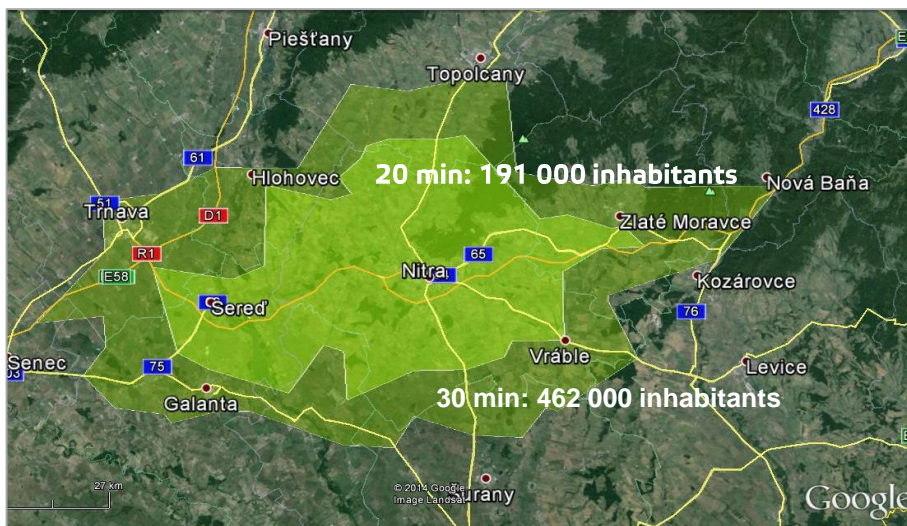 Piešťany
Topolcany
428
61
20 min: 191 000 inhabitants
Hlohovec
Nová Baňa
51
Trnava
D1
Zlaté Moravce
R1
65
E58
Nitra
Kozárovce
Sereď
76
Senec
75
Vráble
Levice
Galanta
30 min: 462 000 inhabitants
27 km
© 2014 Google
Image Landsat
Šurany
Google